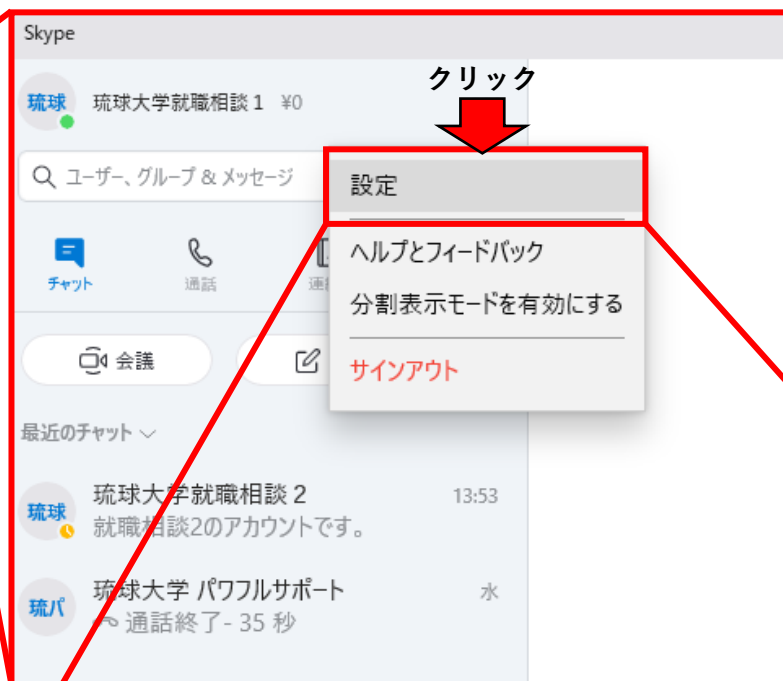 Skype
クリック
琉球
琉球大学就職相談 1 ¥0
ユーザー、グループ & メッセージ
設定
ヘルプとフィードバック
分割表示モードを有効にする
サインアウト
チャット
通話
会議
最近のチャット
琉球
琉球大学就職相談 2
13:53
就職相談2のアカウントです。
琉パ
琉球大学 パワフルサポート
水
通話終了- 35 秒